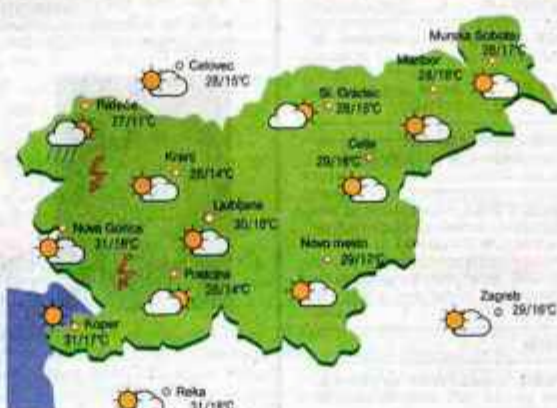 Murska Sobota
28/17°C
Maribor
28/16°C
Celovec
28/15°C
Sl. Gradec
28/15°C
Rateče
27/11°C
Celje
29/16°C
Kranj
28/14°C
Ljubljana
30/16°C
Nova Gorica
31/18°C
Novo mesto
29/17°C
Postojna
28/14°C
Zagreb
29/16°C
Koper
31/17°C
Reka
31/18°C